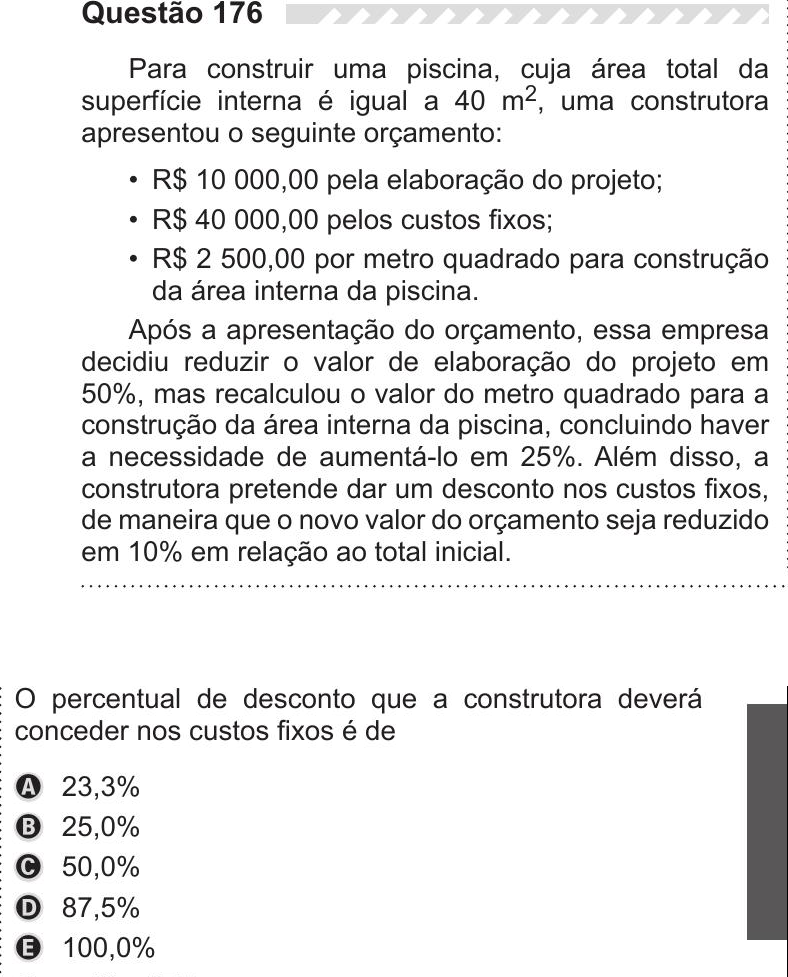 Questão 176
Para construir uma piscina, cuja área total da
superfície interna é igual a 40 m², uma construtora
apresentou o seguinte orçamento:
• R$ 10 000,00 pela elaboração do projeto;
• R$ 40 000,00 pelos custos fixos;
• R$ 2 500,00 por metro quadrado para construção
da área interna da piscina.
Após a apresentação do orçamento, essa empresa
decidiu reduzir o valor de elaboração do projeto em
50%, mas recalculou o valor do metro quadrado para a
construção da área interna da piscina, concluindo haver
a necessidade de aumentá-lo em 25%. Além disso, a
construtora pretende dar um desconto nos custos fixos,
de maneira que o novo valor do orçamento seja reduzido
em 10% em relação ao total inicial.
O percentual de desconto que a construtora deverá
conceder nos custos fixos é de
A 23,3%
B 25,0%
C 50,0%
D 87,5%
E 100,0%